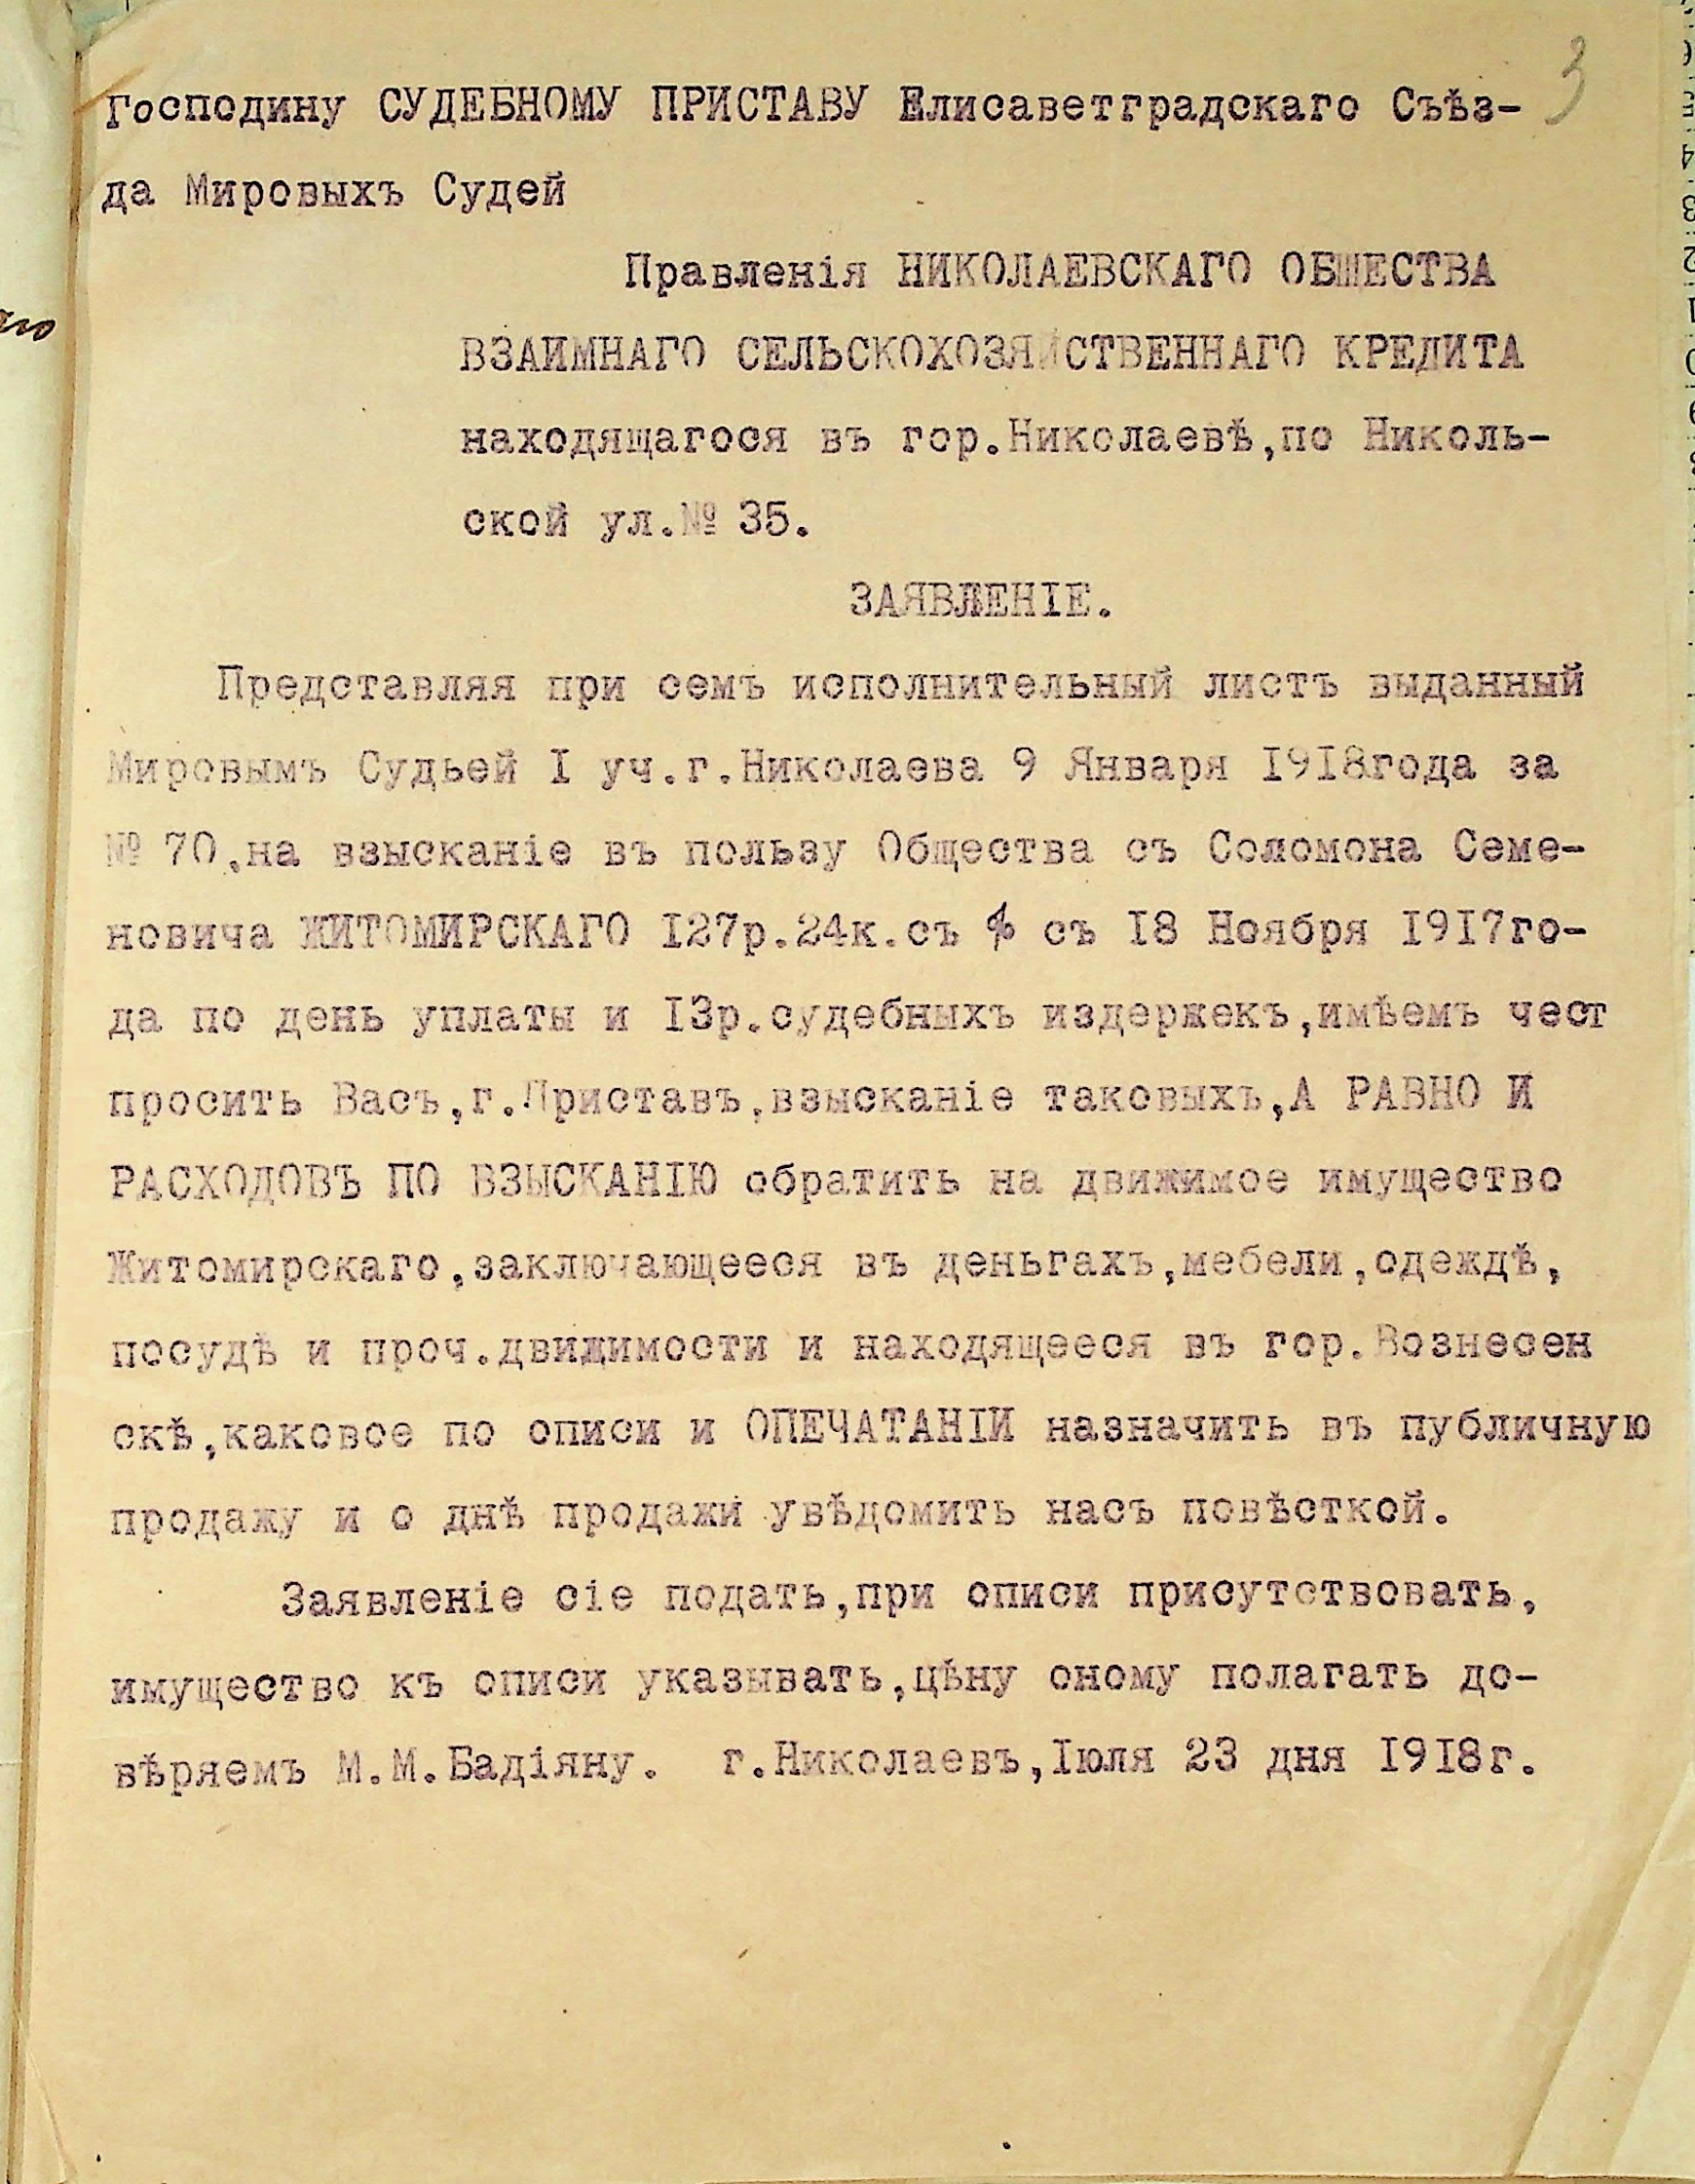 3
Господину СУДЕБНОМУ ПРИСТАВУ Елисаветградскаго Съѣз-
да Мировыхъ Судей
Правленія НИКОЛАЕВСКАГО ОБЩЕСТВА
ВЗАИМНАГО СЕЛЬСКОХОЗЯЙСТВЕННАГО КРЕДИТА
находящагося въ гор.Николаевѣ,по Николь-
ской ул.№ 35.
ЗАЯВЛЕНІЕ.
Представляя при семъ исполнительный листъ выданный
Мировымъ Судьей I уч.г.Николаева 9 Января 1918года за
№ 70,на взысканіе въ пользу Общества съ Соломона Семе-
новича ЖИТОМИРСКАГО 127р.24к.съ % съ 18 Ноября 1917го-
да по день уплаты и 13р.судебныхъ издержекъ,имѣемъ чест
просить Васъ,г.Приставъ,взысканіе таковыхъ,А РАВНО И
РАСХОДОВЪ ПО ВЗЫСКАНІЮ обратить на движимое имущество
Житомирскаго,заключающееся въ деньгахъ,мебели,одеждѣ,
посудѣ и проч.движимости и находящееся въ гор.Вознесен
скѣ,каковое по описи и ОПЕЧАТАНІИ назначить въ публичную
продажу и о днѣ продажи увѣдомить насъ повѣсткой.
Заявленіе сіе подать,при описи присутствовать,
имущество къ описи указывать,цѣну оному полагать до-
вѣряемъ М.М.Бадіяну. г.Николаевъ,Іюля 23 дня 1918г.